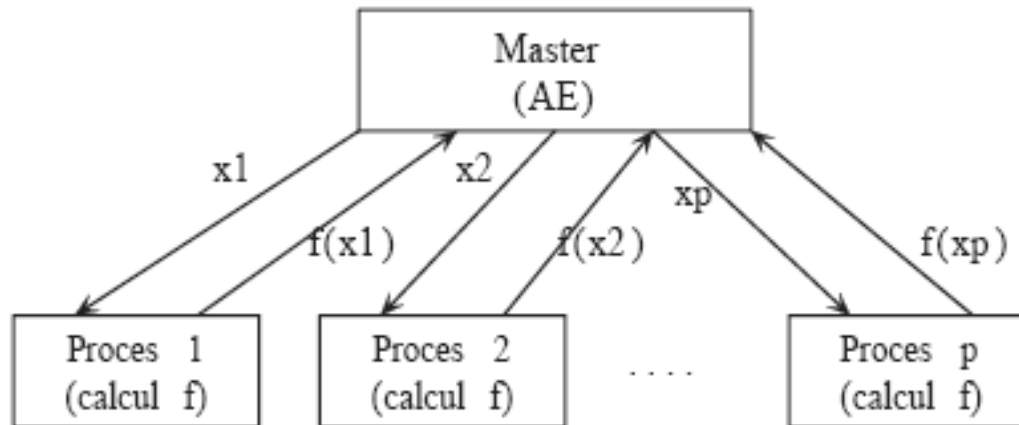 Master
(AE)
x1
x2
xp
f(x1)
f(x2)
f(xp)
Proces 1
(calcul f)
Proces 2
(calcul f)
. . . .
Proces p
(calcul f)